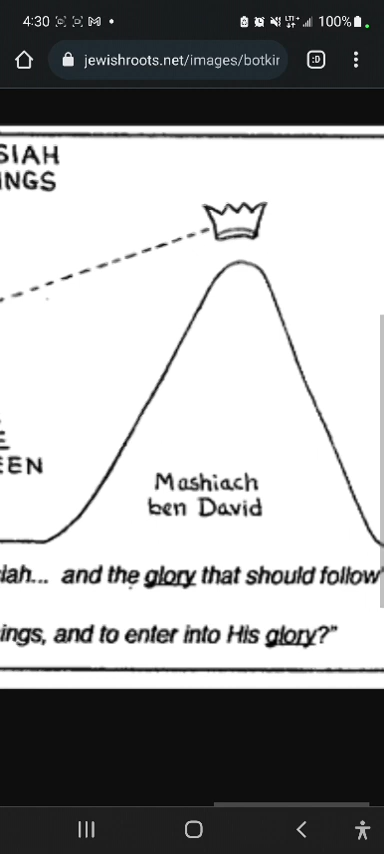 4:30
100%
jewishroots.net/images/botkir
:D
SIAH
INGS
E
EEN
Mashiach
ben David
iah... and the glory that should follow"
ings, and to enter into His glory?"